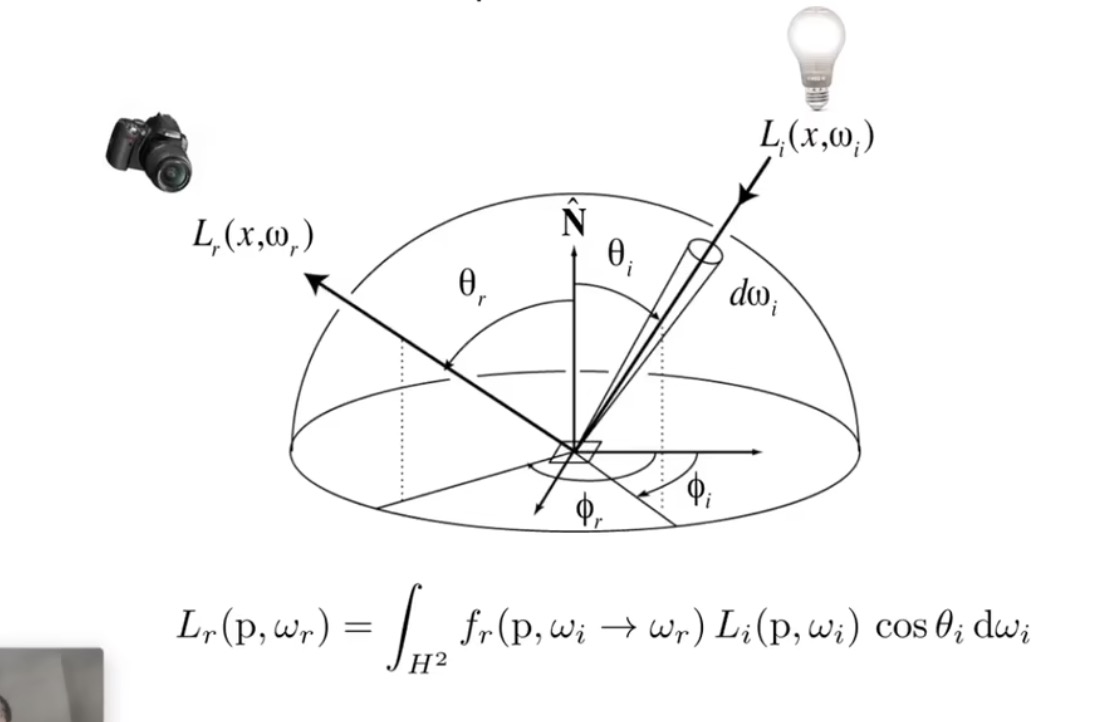 L_i(x,ω_i)
L_r(x,ω_r)
N̂
θ_i
θ_r
dω_i
ϕ_i
ϕ_r
L_r(p, ω_r) = ∫_{H²} f_r(p, ω_i → ω_r) L_i(p, ω_i) cos θ_i dω_i